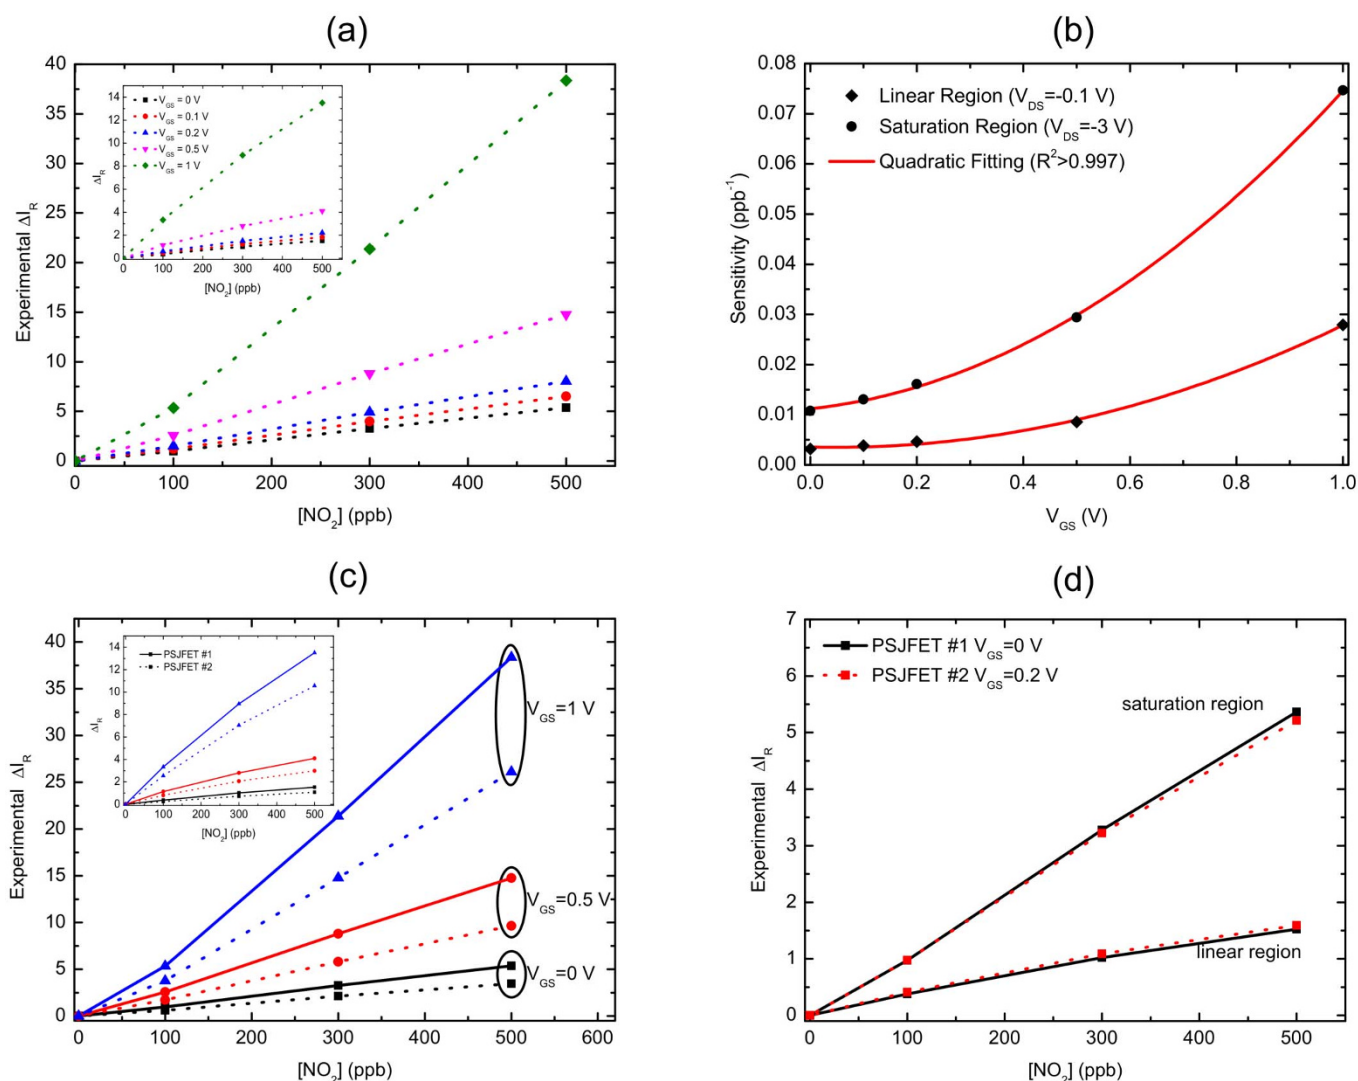 (a)
40
35
30
25
20
15
10
5
0
Experimental ΔI_R
0 100 200 300 400 500
[NO₂] (ppb)
14
12
10
8
6
4
2
0
ΔI_R
V_GS = 0 V
V_GS = 0.1 V
V_GS = 0.2 V
V_GS = 0.5 V
V_GS = 1 V
0 100 200 300 400 500
[NO₂] (ppb)
(b)
0.08
0.07
0.06
0.05
0.04
0.03
0.02
0.01
0.00
Sensitivity (ppb⁻¹)
Linear Region (V_DS=-0.1 V)
Saturation Region (V_DS=-3 V)
Quadratic Fitting (R²>0.997)
0.0 0.2 0.4 0.6 0.8 1.0
V_GS (V)
(c)
40
35
30
25
20
15
10
5
0
Experimental ΔI_R
0 100 200 300 400 500 600
[NO₂] (ppb)
14
12
10
8
6
4
2
0
ΔI_R
PSJFET #1
PSJFET #2
0 100 200 300 400 500
[NO₂] (ppb)
V_GS=1 V
V_GS=0.5 V
V_GS=0 V
(d)
7
6
5
4
3
2
1
0
Experimental ΔI_R
PSJFET #1 V_GS=0 V
PSJFET #2 V_GS=0.2 V
saturation region
linear region
0 100 200 300 400 500
[NO₂] (ppb)